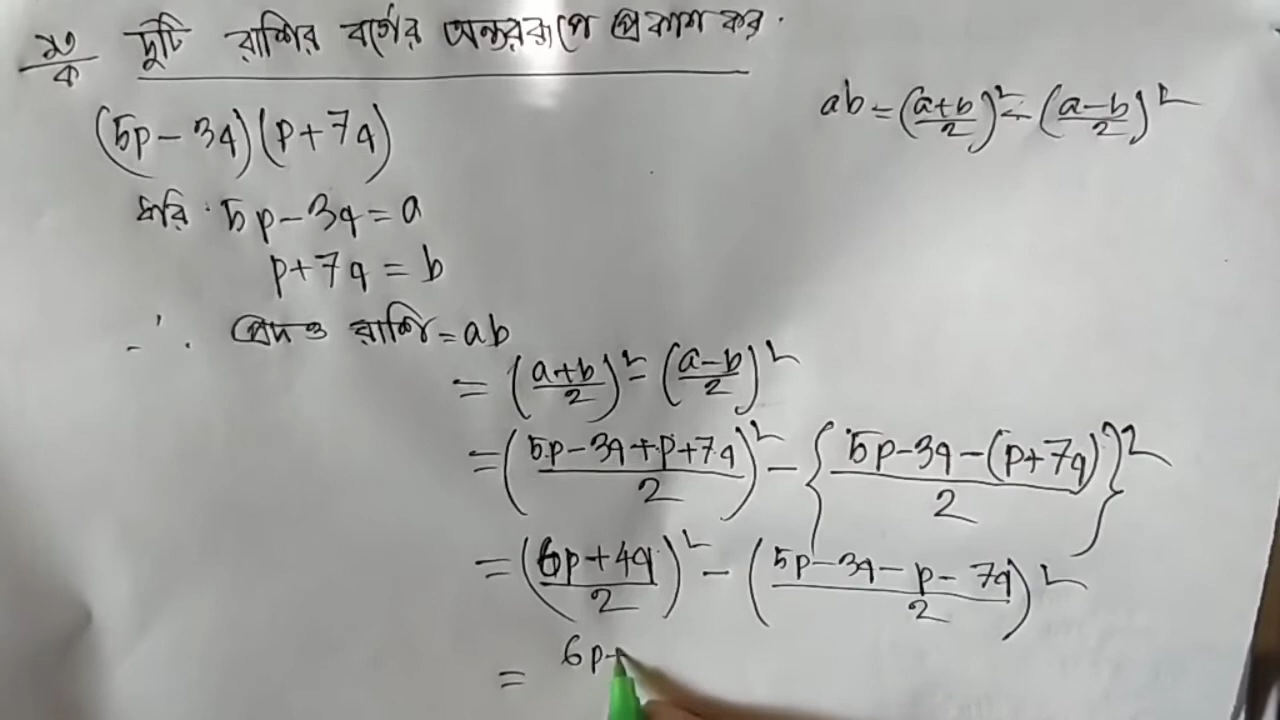 ১৩/ক দুটি রাশির বর্গের অন্তররূপে প্রকাশ কর.
ab = ((a+b)/2)² - ((a-b)/2)²
(5p - 3q)(p + 7q)
ধরি 5p - 3q = a
p + 7q = b
∴ প্রদত্ত রাশি = ab
= ((a+b)/2)² - ((a-b)/2)²
= ((5p - 3q + p + 7q)/2)² - {(5p - 3q - (p + 7q))/2}²
= ((6p + 4q)/2)² - ((5p - 3q - p - 7q)/2)²
= 6p+